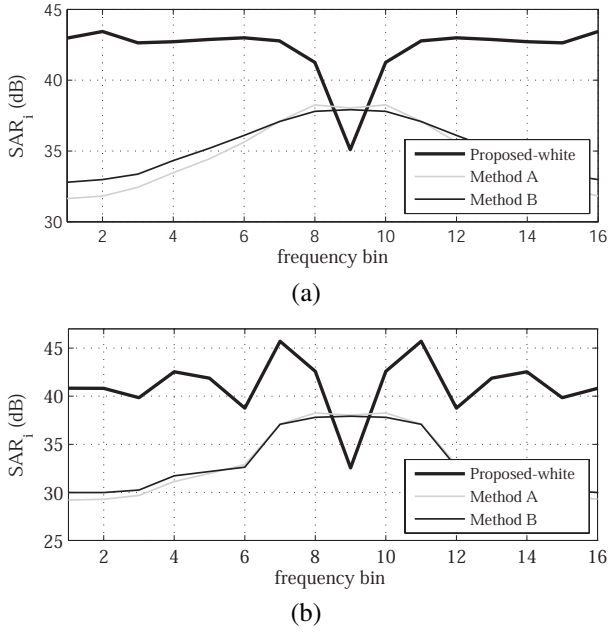 45
40
35
30
SAR_i (dB)
2 4 6 8 10 12 14 16
frequency bin
Proposed-white
Method A
Method B
(a)
45
40
35
30
25
SAR_i (dB)
2 4 6 8 10 12 14 16
frequency bin
Proposed-white
Method A
Method B
(b)